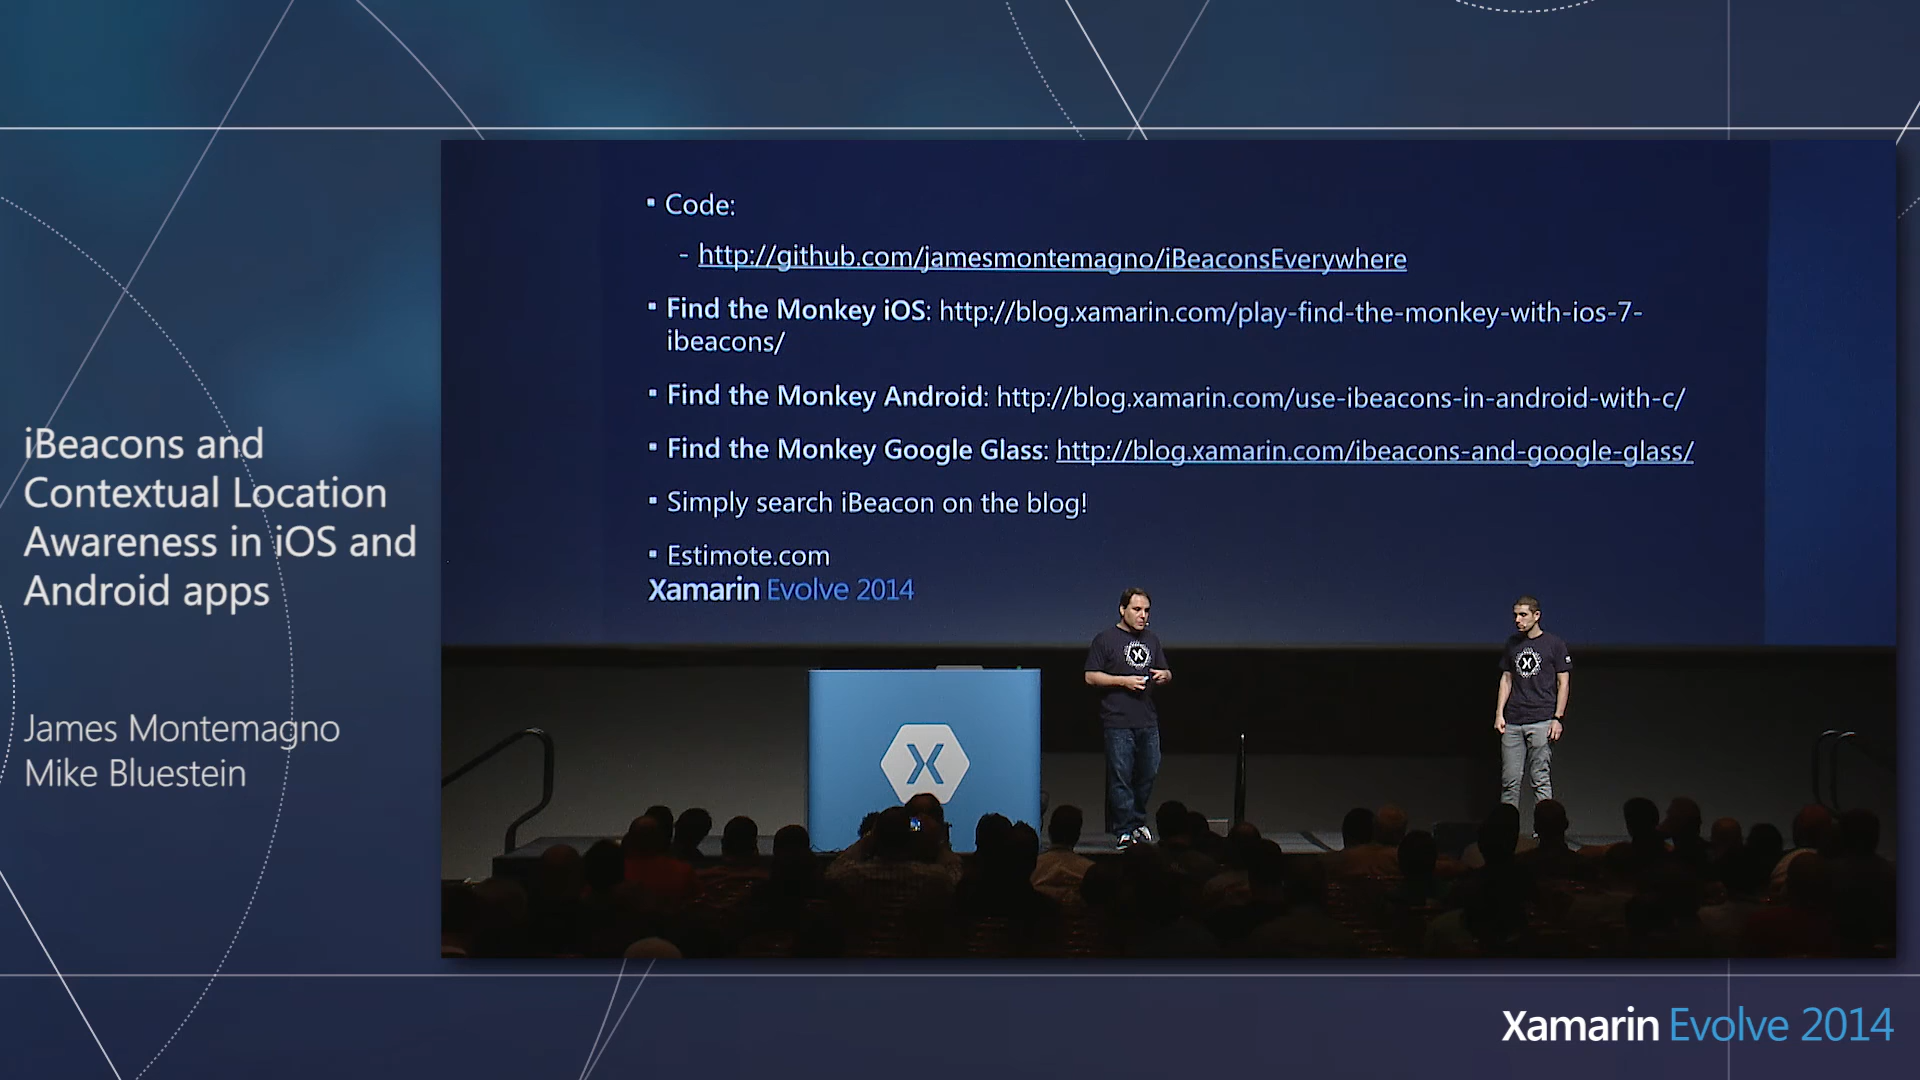 iBeacons and
Contextual Location
Awareness in iOS and
Android apps
James Montemagno
Mike Bluestein
▪ Code:
- http://github.com/jamesmontemagno/iBeaconsEverywhere
▪ Find the Monkey iOS: http://blog.xamarin.com/play-find-the-monkey-with-ios-7-
ibeacons/
▪ Find the Monkey Android: http://blog.xamarin.com/use-ibeacons-in-android-with-c/
▪ Find the Monkey Google Glass: http://blog.xamarin.com/ibeacons-and-google-glass/
▪ Simply search iBeacon on the blog!
▪ Estimote.com
Xamarin Evolve 2014
X
X
X
Xamarin Evolve 2014